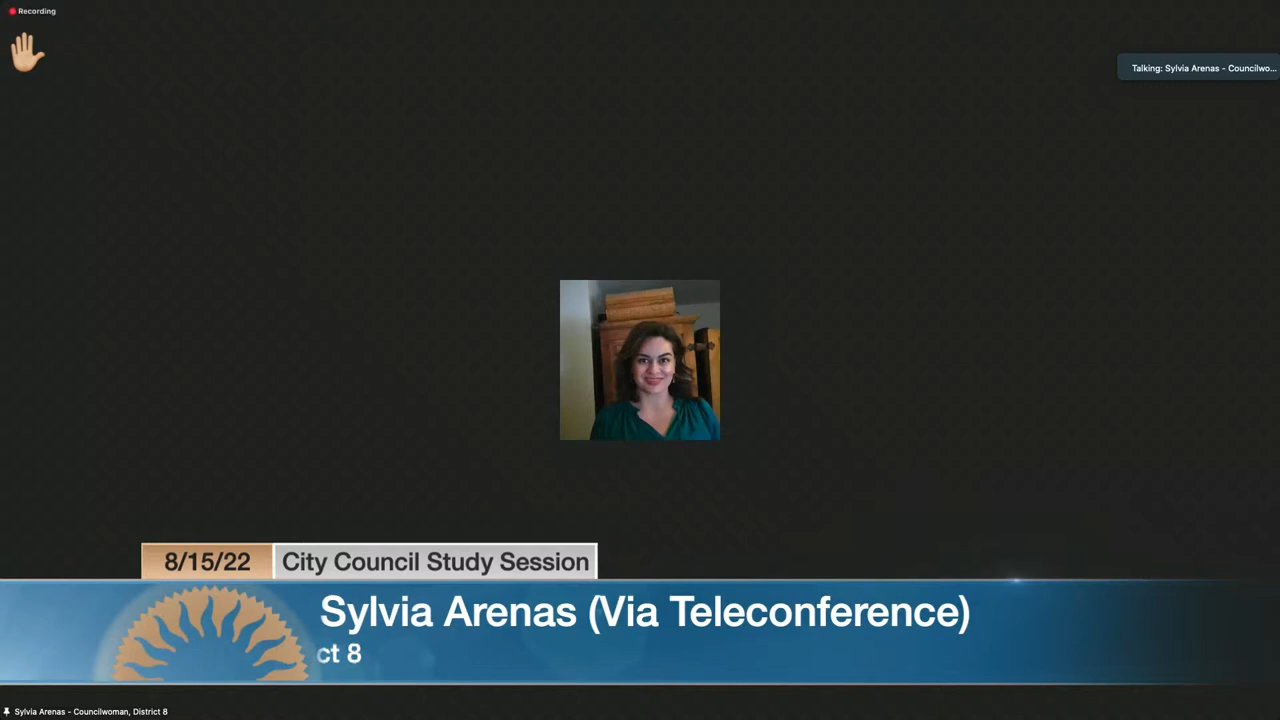 Recording
Talking: Sylvia Arenas - Councilwo...
8/15/22
City Council Study Session
Sylvia Arenas (Via Teleconference)
ct 8
Sylvia Arenas - Councilwoman, District 8